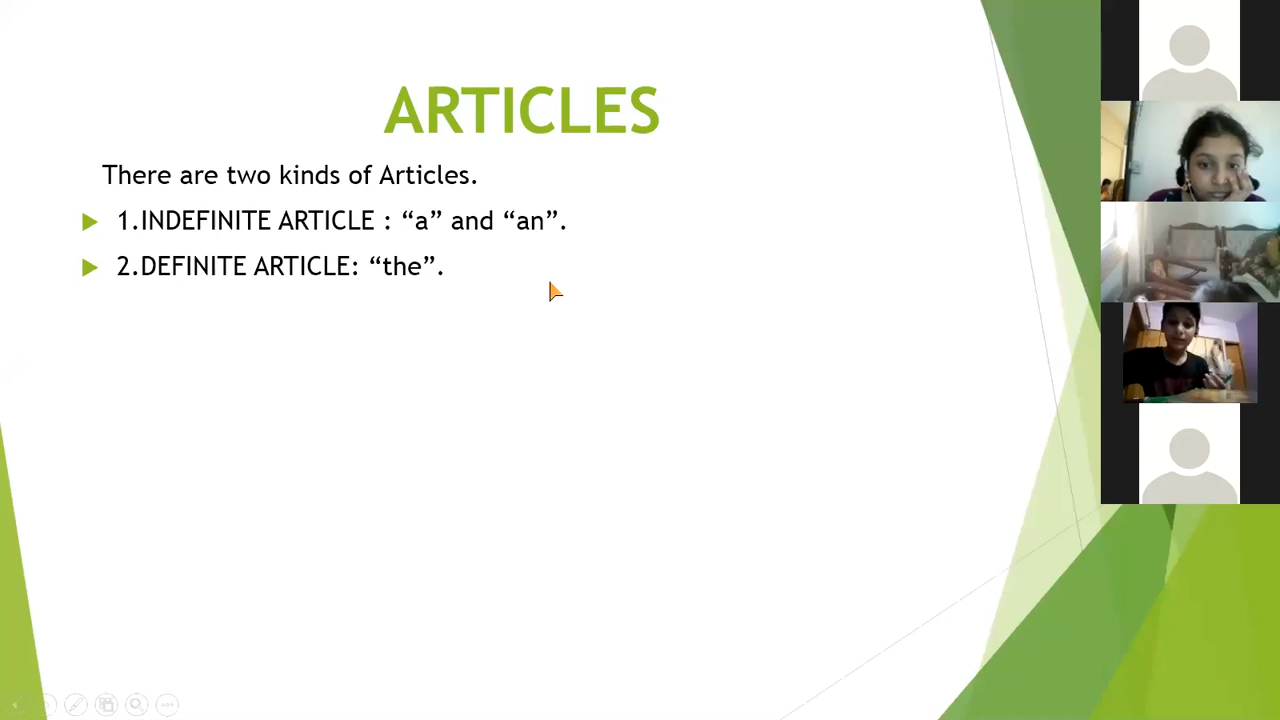 ARTICLES
There are two kinds of Articles.
1.INDEFINITE ARTICLE : “a” and “an”.
2.DEFINITE ARTICLE: “the”.